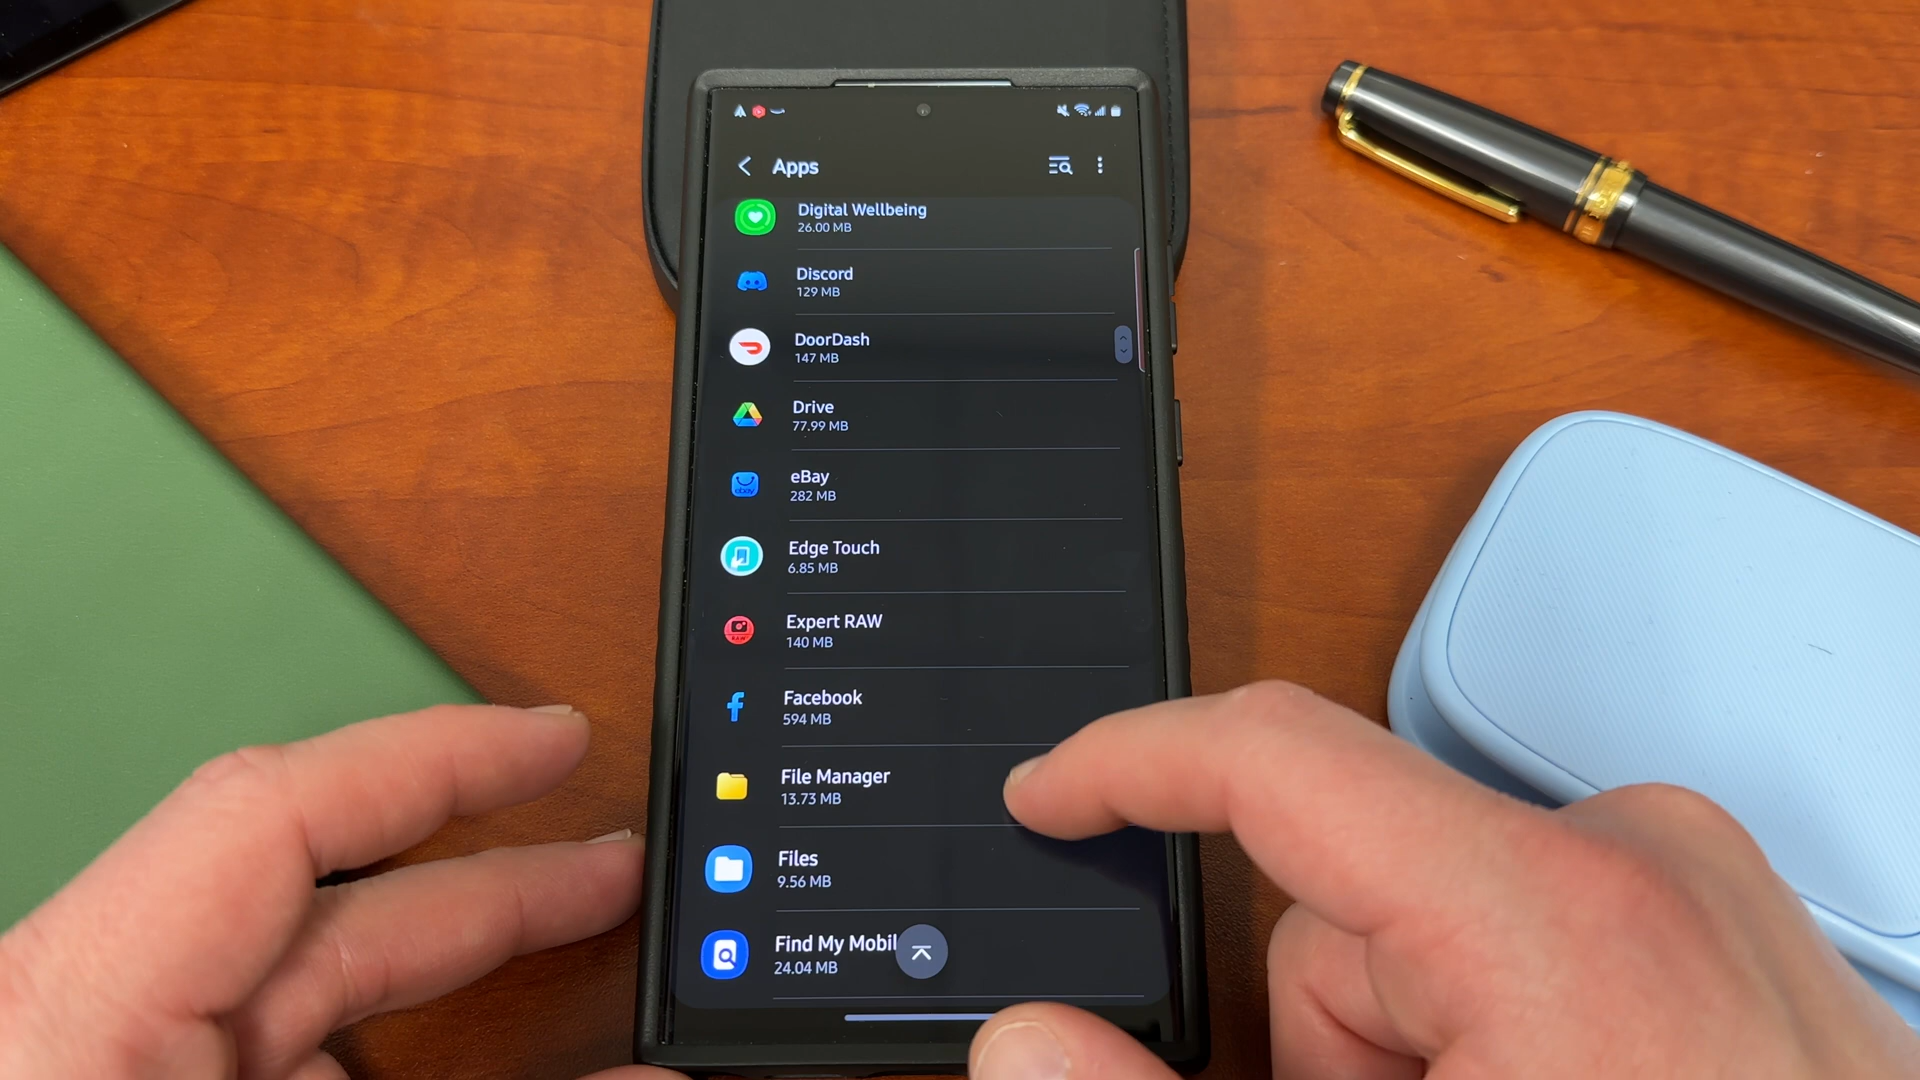 Apps
Digital Wellbeing
26.00 MB
Discord
129 MB
DoorDash
147 MB
Drive
77.99 MB
eBay
282 MB
ebay
Edge Touch
6.85 MB
Expert RAW
140 MB
RAW
Facebook
594 MB
File Manager
13.73 MB
Files
9.56 MB
Find My Mobil
24.04 MB